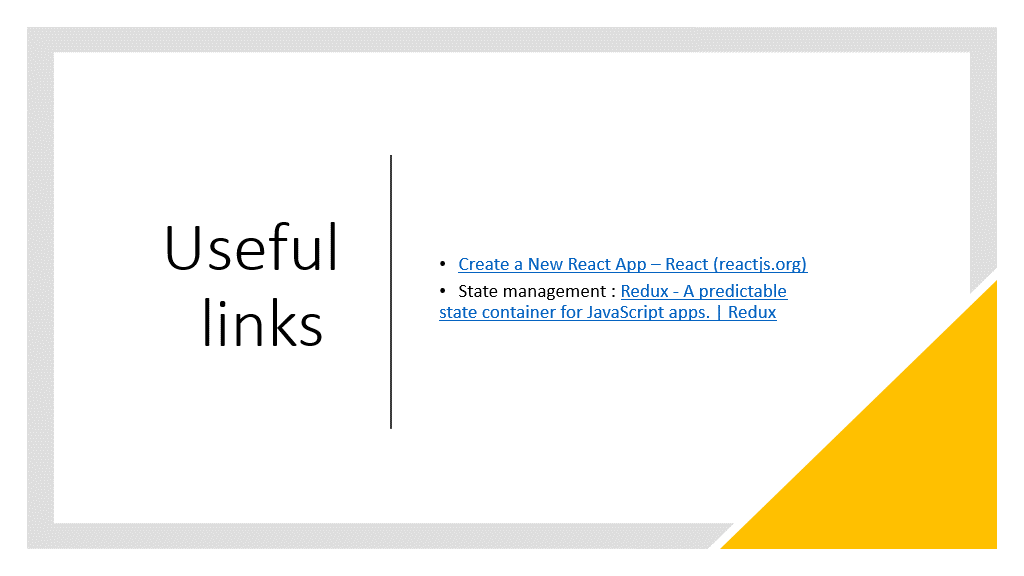 Useful
links
• Create a New React App – React (reactjs.org)
• State management : Redux - A predictable
state container for JavaScript apps. | Redux